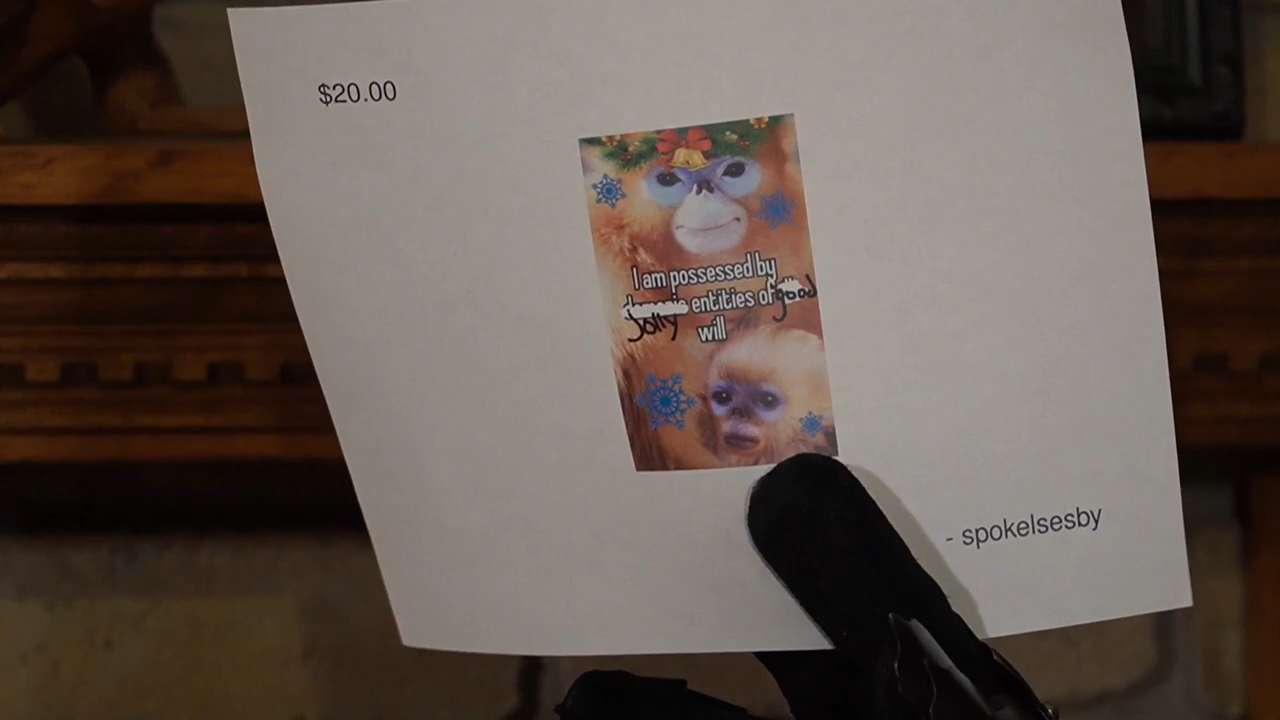 $20.00
I am possessed by
demonic entities of good
Jolly will
- spokelsesby